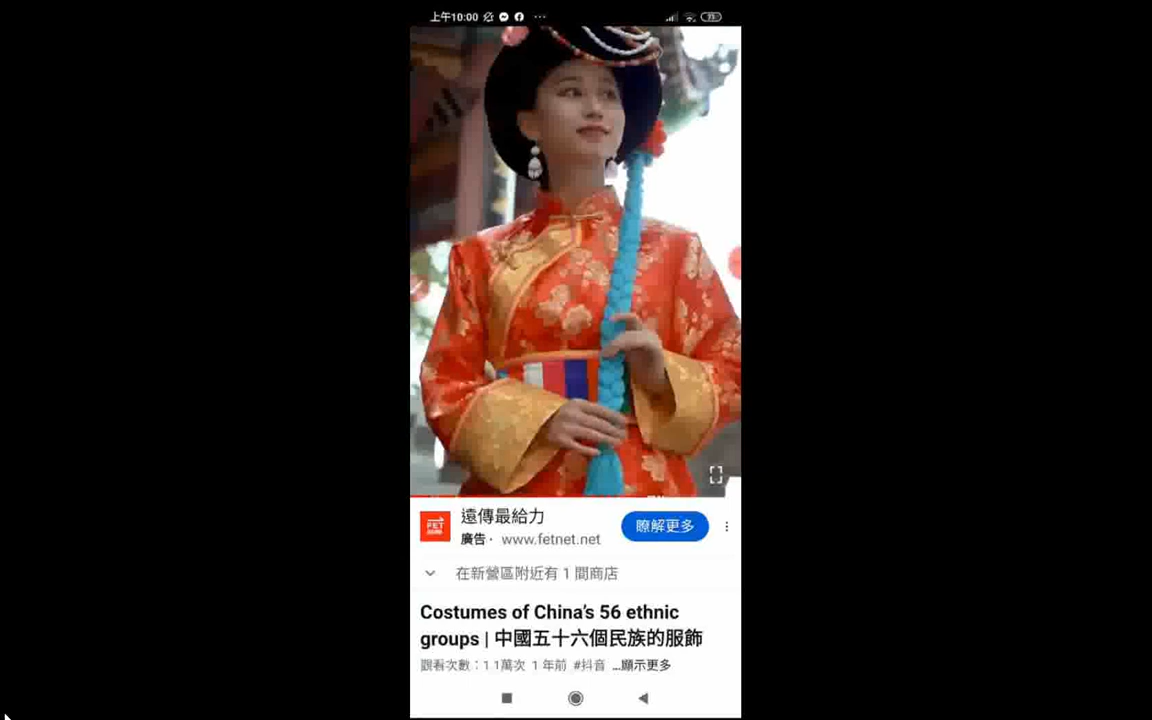 上午10:00
73
遠傳最給力
FET
廣告· www.fetnet.net
瞭解更多
在新營區附近有 1 間商店
Costumes of China's 56 ethnic
groups | 中國五十六個民族的服飾
觀看次數：1 1萬次 1 年前 #抖音 ...顯示更多